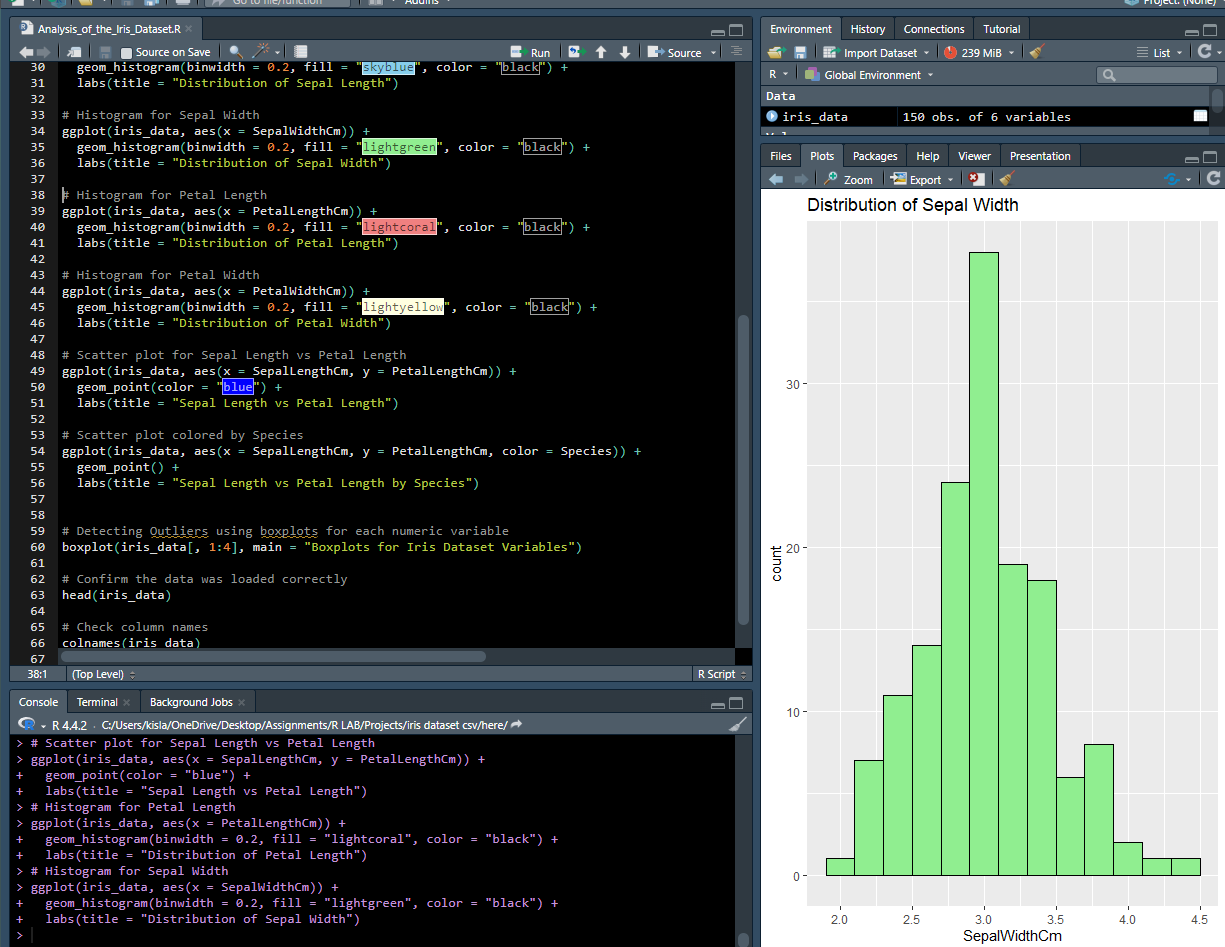 Go to file/function
Addins
Project: (None)
Analysis_of_the_Iris_Dataset.R
Source on Save
Run
Source
30 geom_histogram(binwidth = 0.2, fill = "skyblue", color = "black") +
31 labs(title = "Distribution of Sepal Length")
32
33 # Histogram for Sepal Width
34 ggplot(iris_data, aes(x = SepalWidthCm)) +
35 geom_histogram(binwidth = 0.2, fill = "lightgreen", color = "black") +
36 labs(title = "Distribution of Sepal Width")
37
38 # Histogram for Petal Length
39 ggplot(iris_data, aes(x = PetalLengthCm)) +
40 geom_histogram(binwidth = 0.2, fill = "lightcoral", color = "black") +
41 labs(title = "Distribution of Petal Length")
42
43 # Histogram for Petal Width
44 ggplot(iris_data, aes(x = PetalWidthCm)) +
45 geom_histogram(binwidth = 0.2, fill = "lightyellow", color = "black") +
46 labs(title = "Distribution of Petal Width")
47
48 # Scatter plot for Sepal Length vs Petal Length
49 ggplot(iris_data, aes(x = SepalLengthCm, y = PetalLengthCm)) +
50 geom_point(color = "blue") +
51 labs(title = "Sepal Length vs Petal Length")
52
53 # Scatter plot colored by Species
54 ggplot(iris_data, aes(x = SepalLengthCm, y = PetalLengthCm, color = Species)) +
55 geom_point() +
56 labs(title = "Sepal Length vs Petal Length by Species")
57
58
59 # Detecting Outliers using boxplots for each numeric variable
60 boxplot(iris_data[, 1:4], main = "Boxplots for Iris Dataset Variables")
61
62 # Confirm the data was loaded correctly
63 head(iris_data)
64
65 # Check column names
66 colnames(iris_data)
67
38:1 (Top Level) R Script
Console Terminal Background Jobs
R 4.4.2 · C:/Users/kisla/OneDrive/Desktop/Assignments/R LAB/Projects/iris dataset csv/here/
> # Scatter plot for Sepal Length vs Petal Length
> ggplot(iris_data, aes(x = SepalLengthCm, y = PetalLengthCm)) +
+ geom_point(color = "blue") +
+ labs(title = "Sepal Length vs Petal Length")
> # Histogram for Petal Length
> ggplot(iris_data, aes(x = PetalLengthCm)) +
+ geom_histogram(binwidth = 0.2, fill = "lightcoral", color = "black") +
+ labs(title = "Distribution of Petal Length")
> # Histogram for Sepal Width
> ggplot(iris_data, aes(x = SepalWidthCm)) +
+ geom_histogram(binwidth = 0.2, fill = "lightgreen", color = "black") +
+ labs(title = "Distribution of Sepal Width")
>
Environment History Connections Tutorial
Import Dataset 239 MiB List
R Global Environment
Data
iris_data 150 obs. of 6 variables
Files Plots Packages Help Viewer Presentation
Zoom Export
Distribution of Sepal Width
30
20
10
0
count
2.0 2.5 3.0 3.5 4.0 4.5
SepalWidthCm